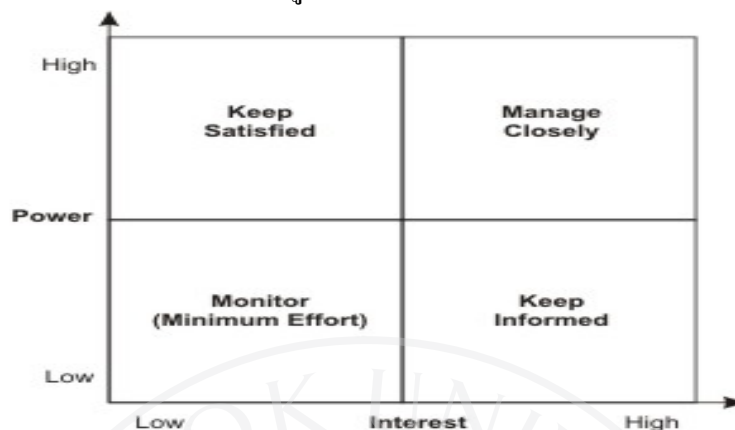 High
Keep Manage
Satisfied Closely
Power
Monitor Keep
(Minimum Effort) Informed
Low
Low Interest High